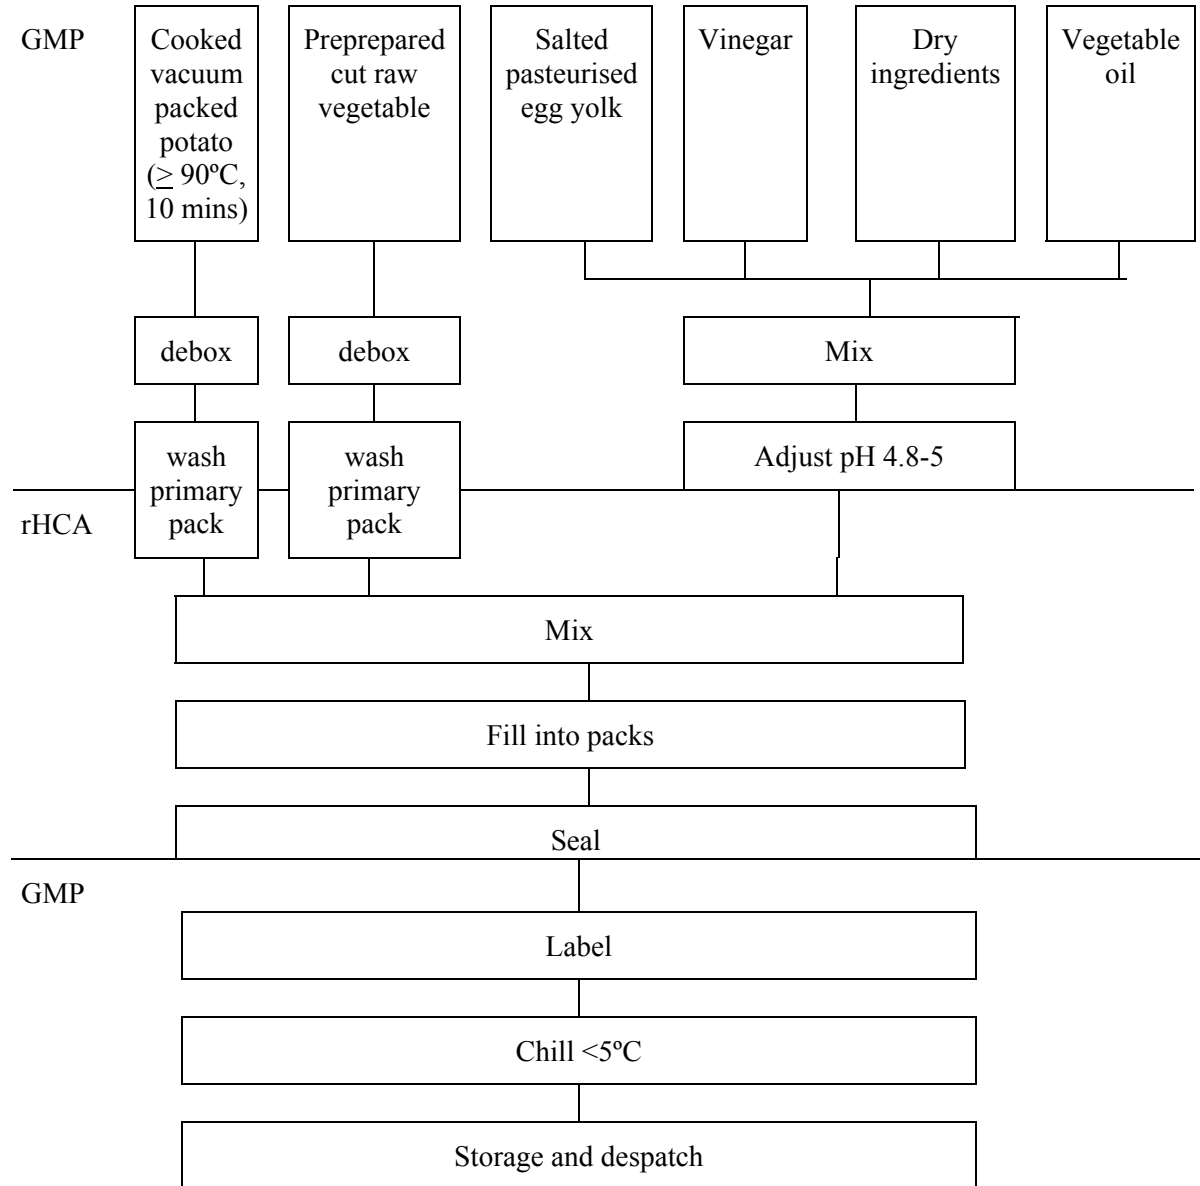 GMP
Cooked
vacuum
packed
potato
(≥ 90ºC,
10 mins)
Preprepared
cut raw
vegetable
Salted
pasteurised
egg yolk
Vinegar
Dry
ingredients
Vegetable
oil
debox
debox
Mix
wash
primary
pack
wash
primary
pack
Adjust pH 4.8-5
rHCA
Mix
Fill into packs
Seal
GMP
Label
Chill <5ºC
Storage and despatch